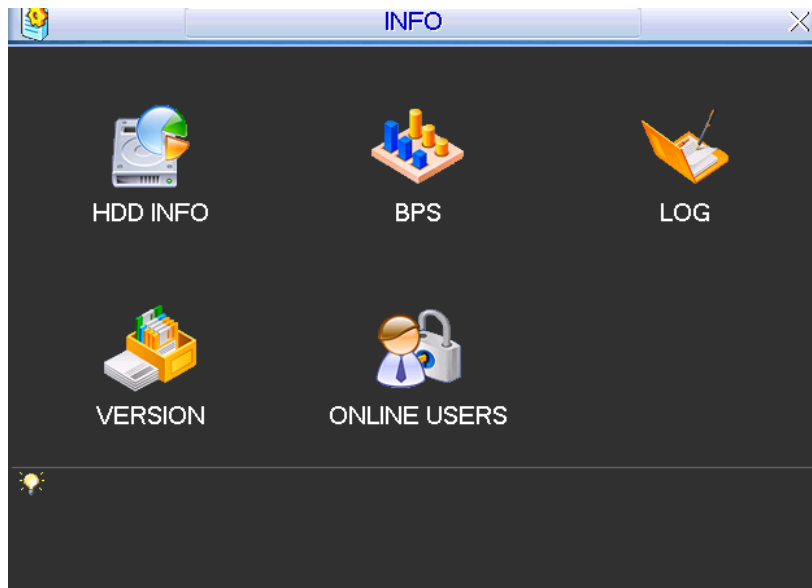 INFO
HDD INFO
BPS
LOG
VERSION
ONLINE USERS